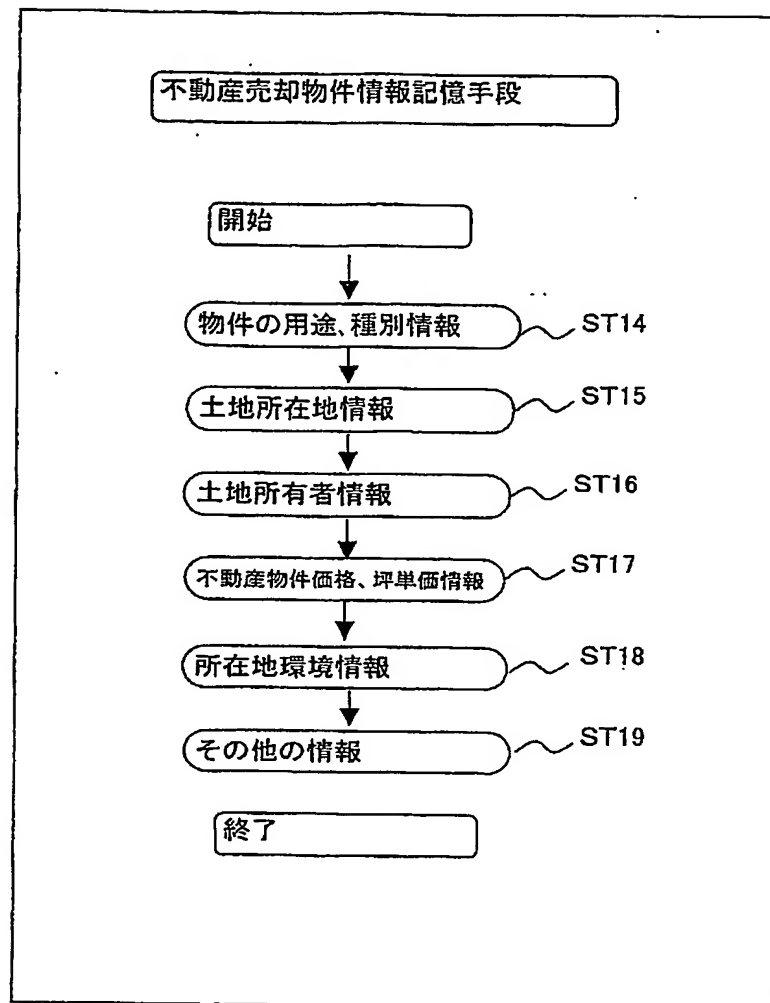 不動産売却物件情報記憶手段
開始
物件の用途、種別情報 ST14
土地所在地情報 ST15
土地所有者情報 ST16
不動産物件価格、坪単価情報 ST17
所在地環境情報 ST18
その他の情報 ST19
終了